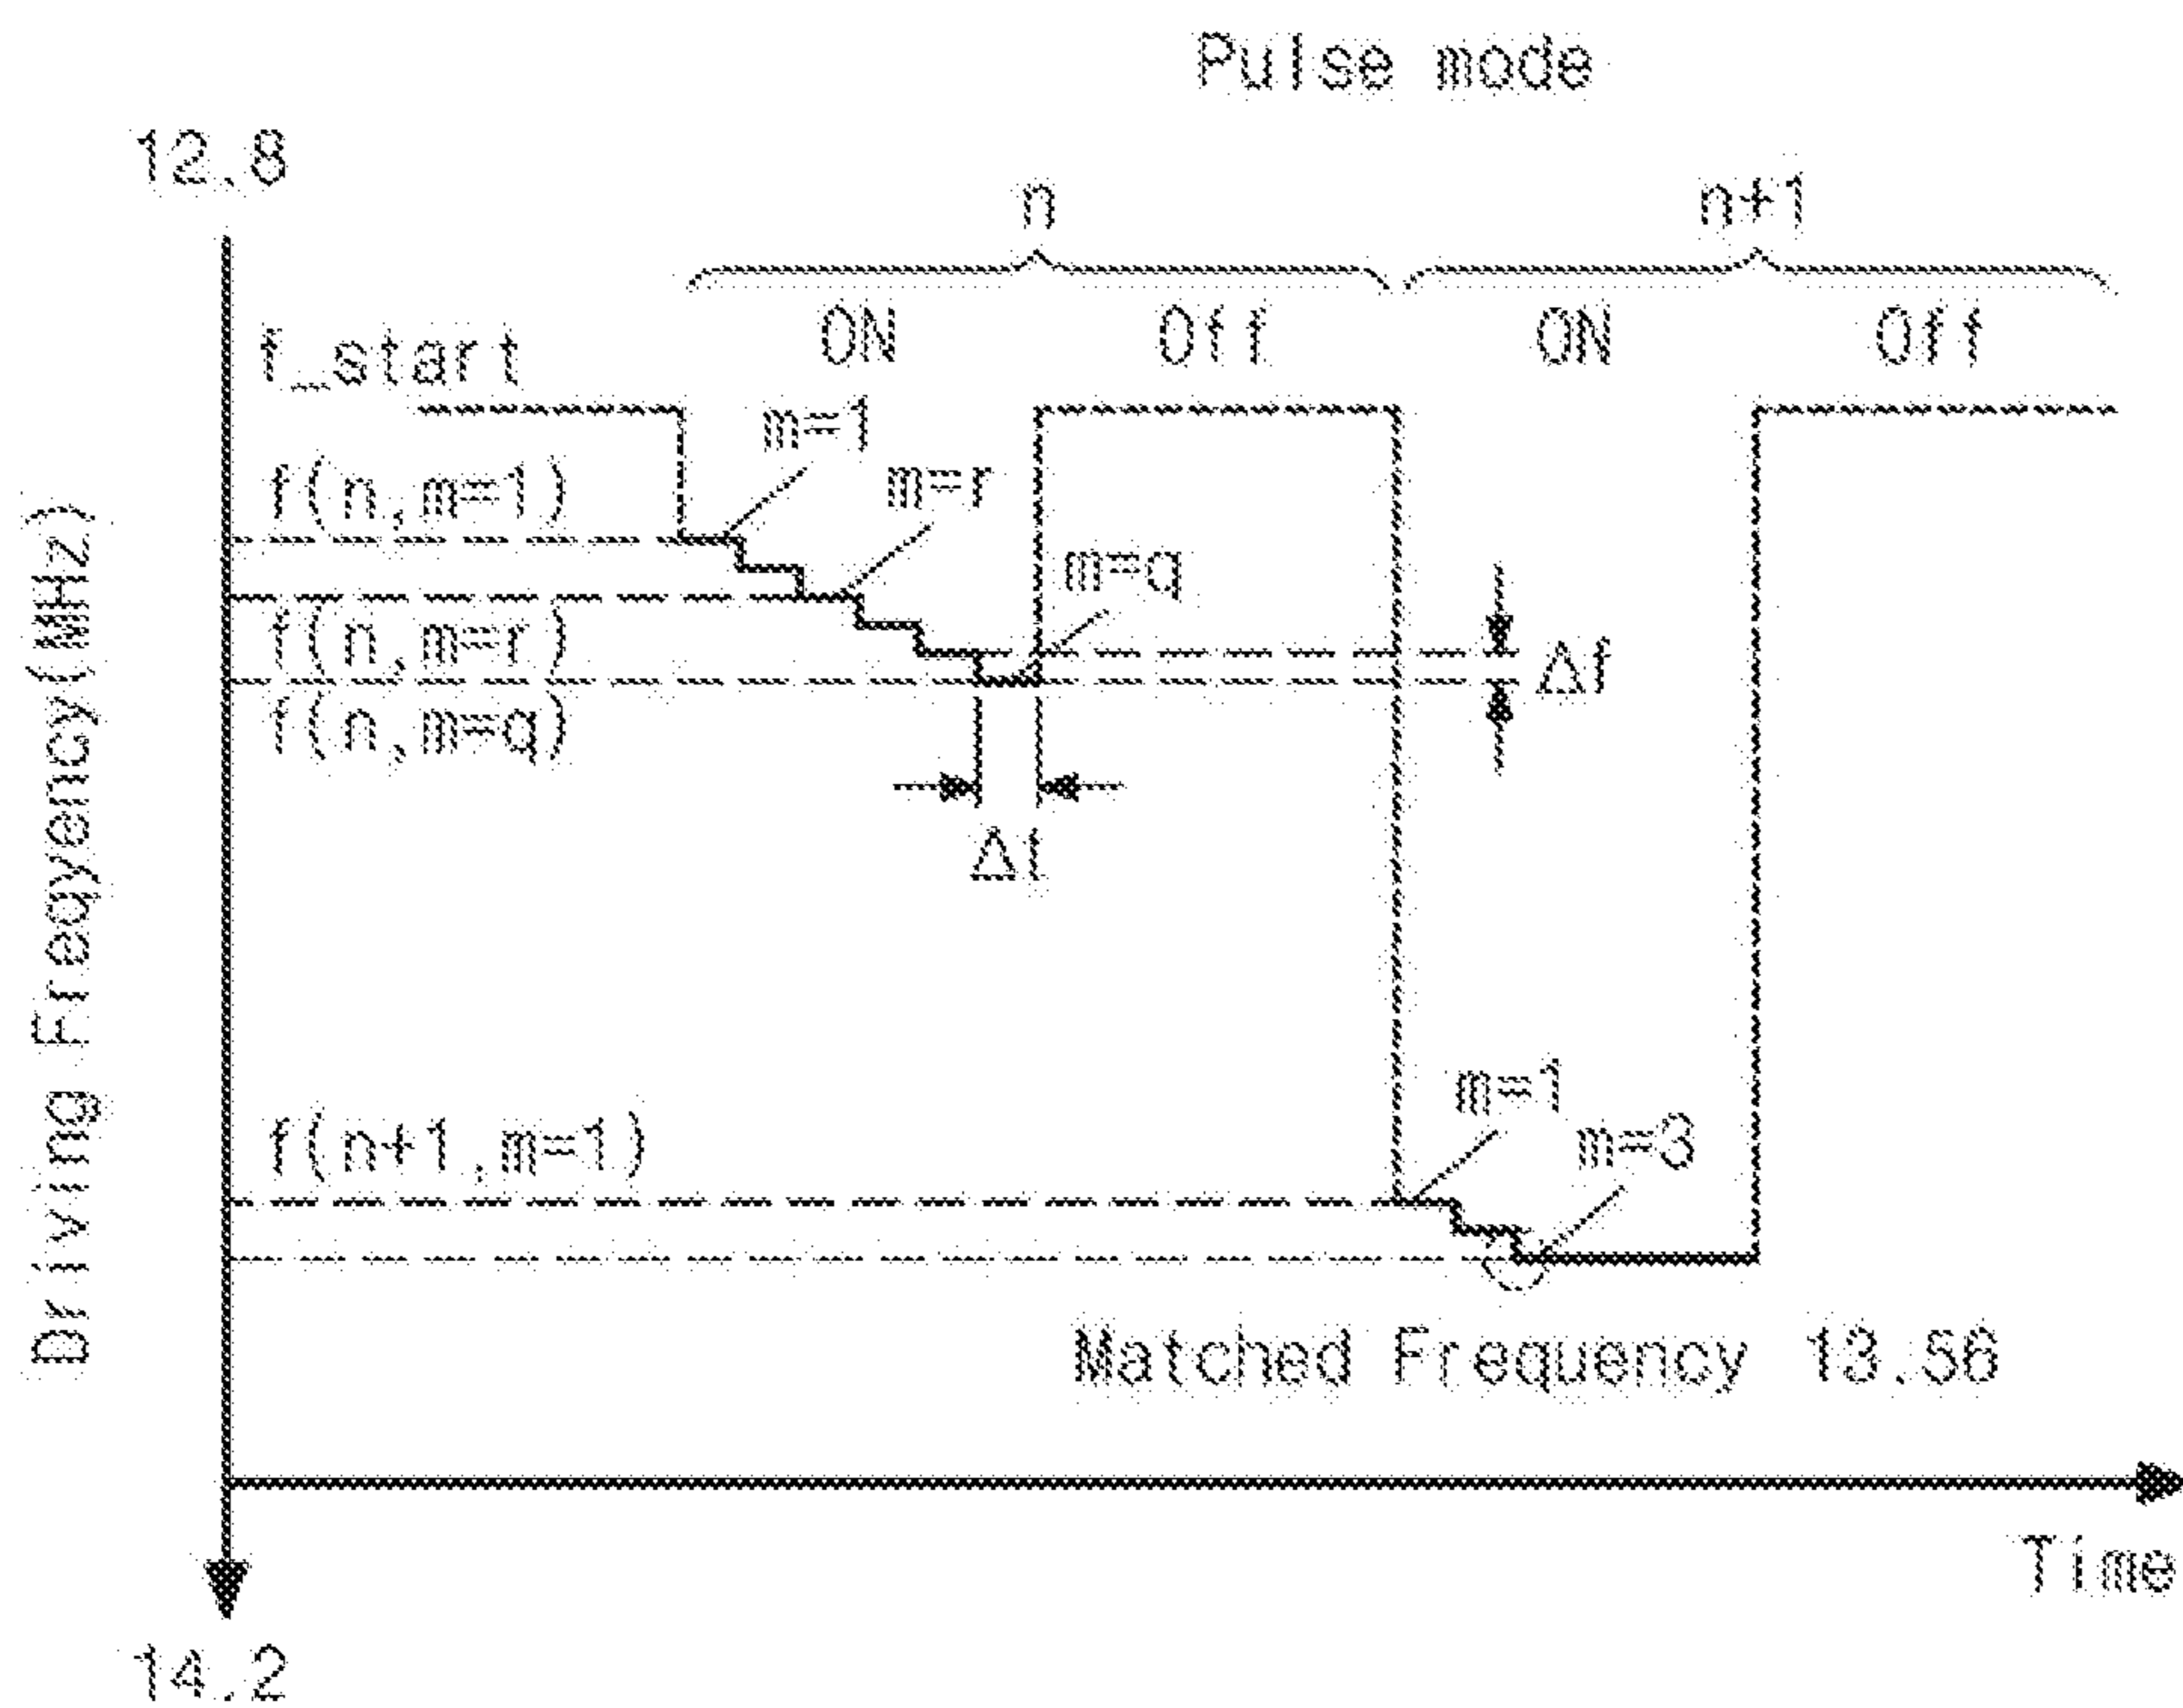 Pulse mode
12.8
n
n+1
ON
Off
ON
Off
f_start
m=1
f(n,m=1)
m=r
m=q
f(n,m=r)
Δf
f(n,m=q)
Δt
Driving Freqyency(MHz)
m=1
f(n+1,m=1)
m=3
Matched Frequency 13.56
Time
14.2